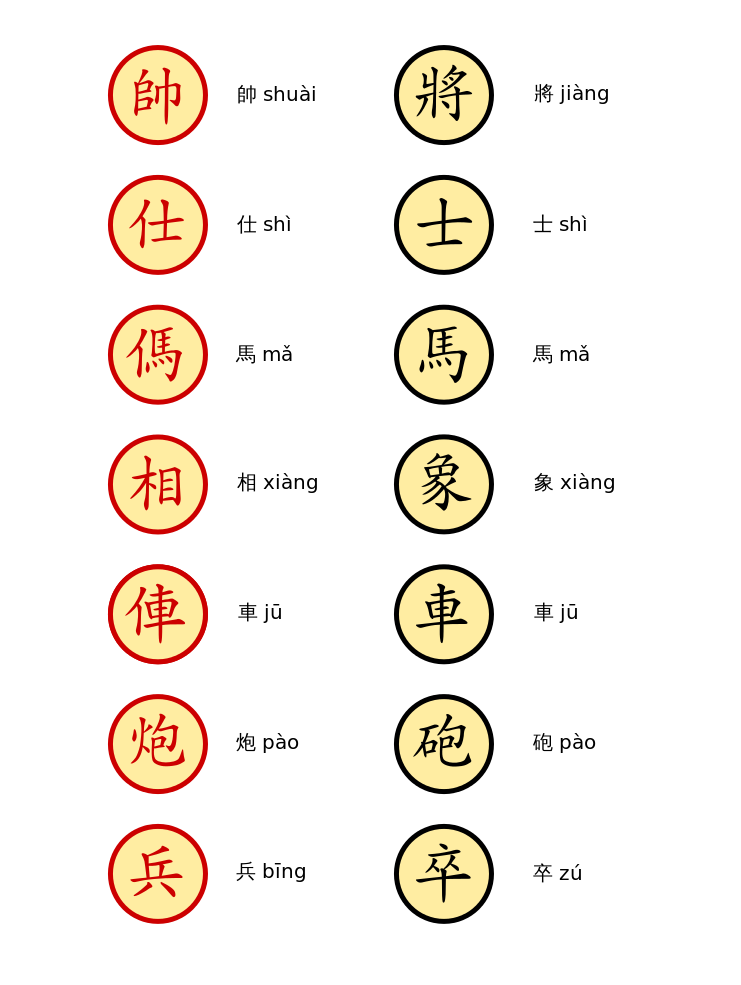 帥 帥 shuài 將 將 jiàng
仕 仕 shì 士 士 shì
傌 馬 mǎ 馬 馬 mǎ
相 相 xiàng 象 象 xiàng
俥 車 jū 車 車 jū
炮 炮 pào 砲 砲 pào
兵 兵 bīng 卒 卒 zú